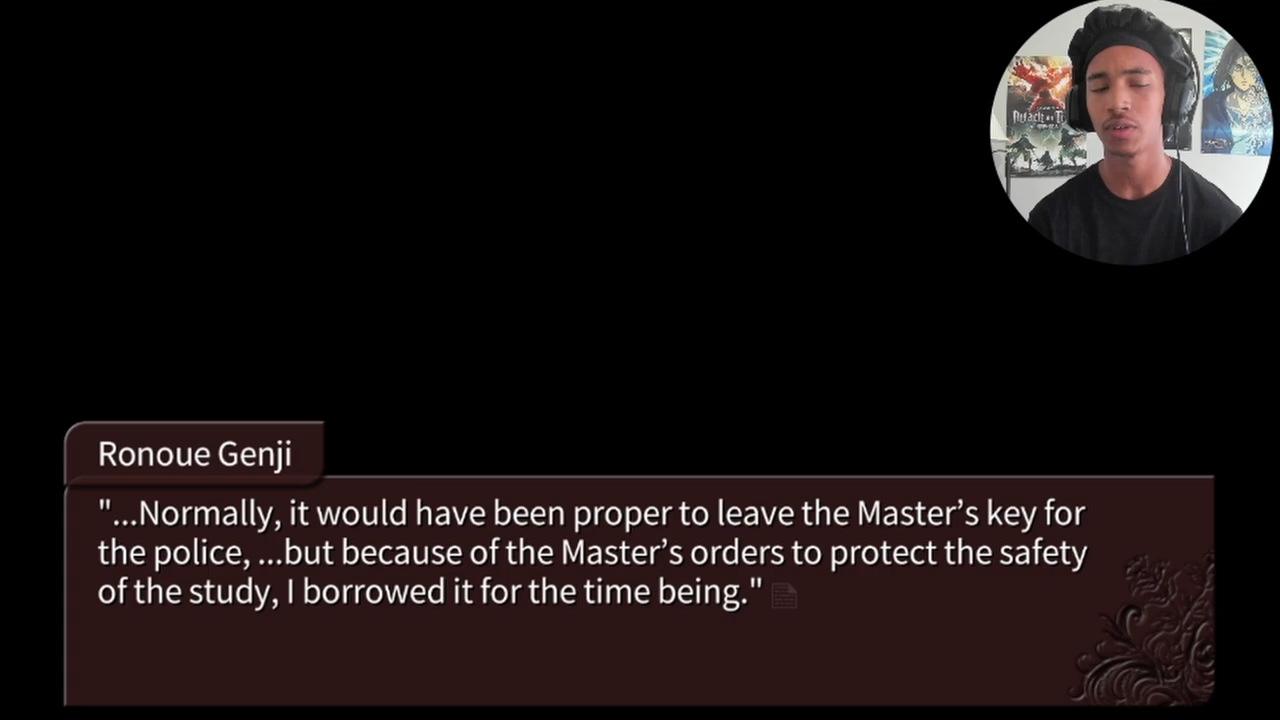 Ronoue Genji
"...Normally, it would have been proper to leave the Master’s key for
the police, ...but because of the Master’s orders to protect the safety
of the study, I borrowed it for the time being."